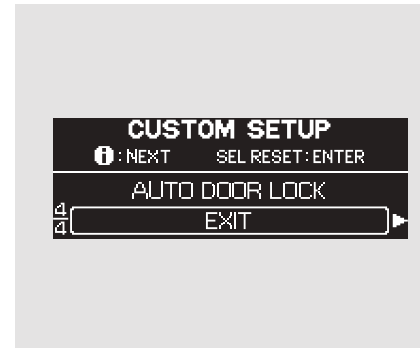 CUSTOM SETUP
i : NEXT SEL RESET : ENTER
AUTO DOOR LOCK
4/4 EXIT